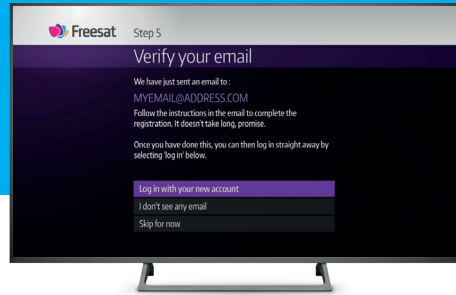 Freesat Step 5
Verify your email
We have just sent an email to :
MYEMAIL@ADDRESS.COM
Follow the instructions in the email to complete the
registration. It doesn't take long, promise.
Once you have done this, you can then log in straight away by
selecting 'log in' below.
Log in with your new account
I don't see any email
Skip for now